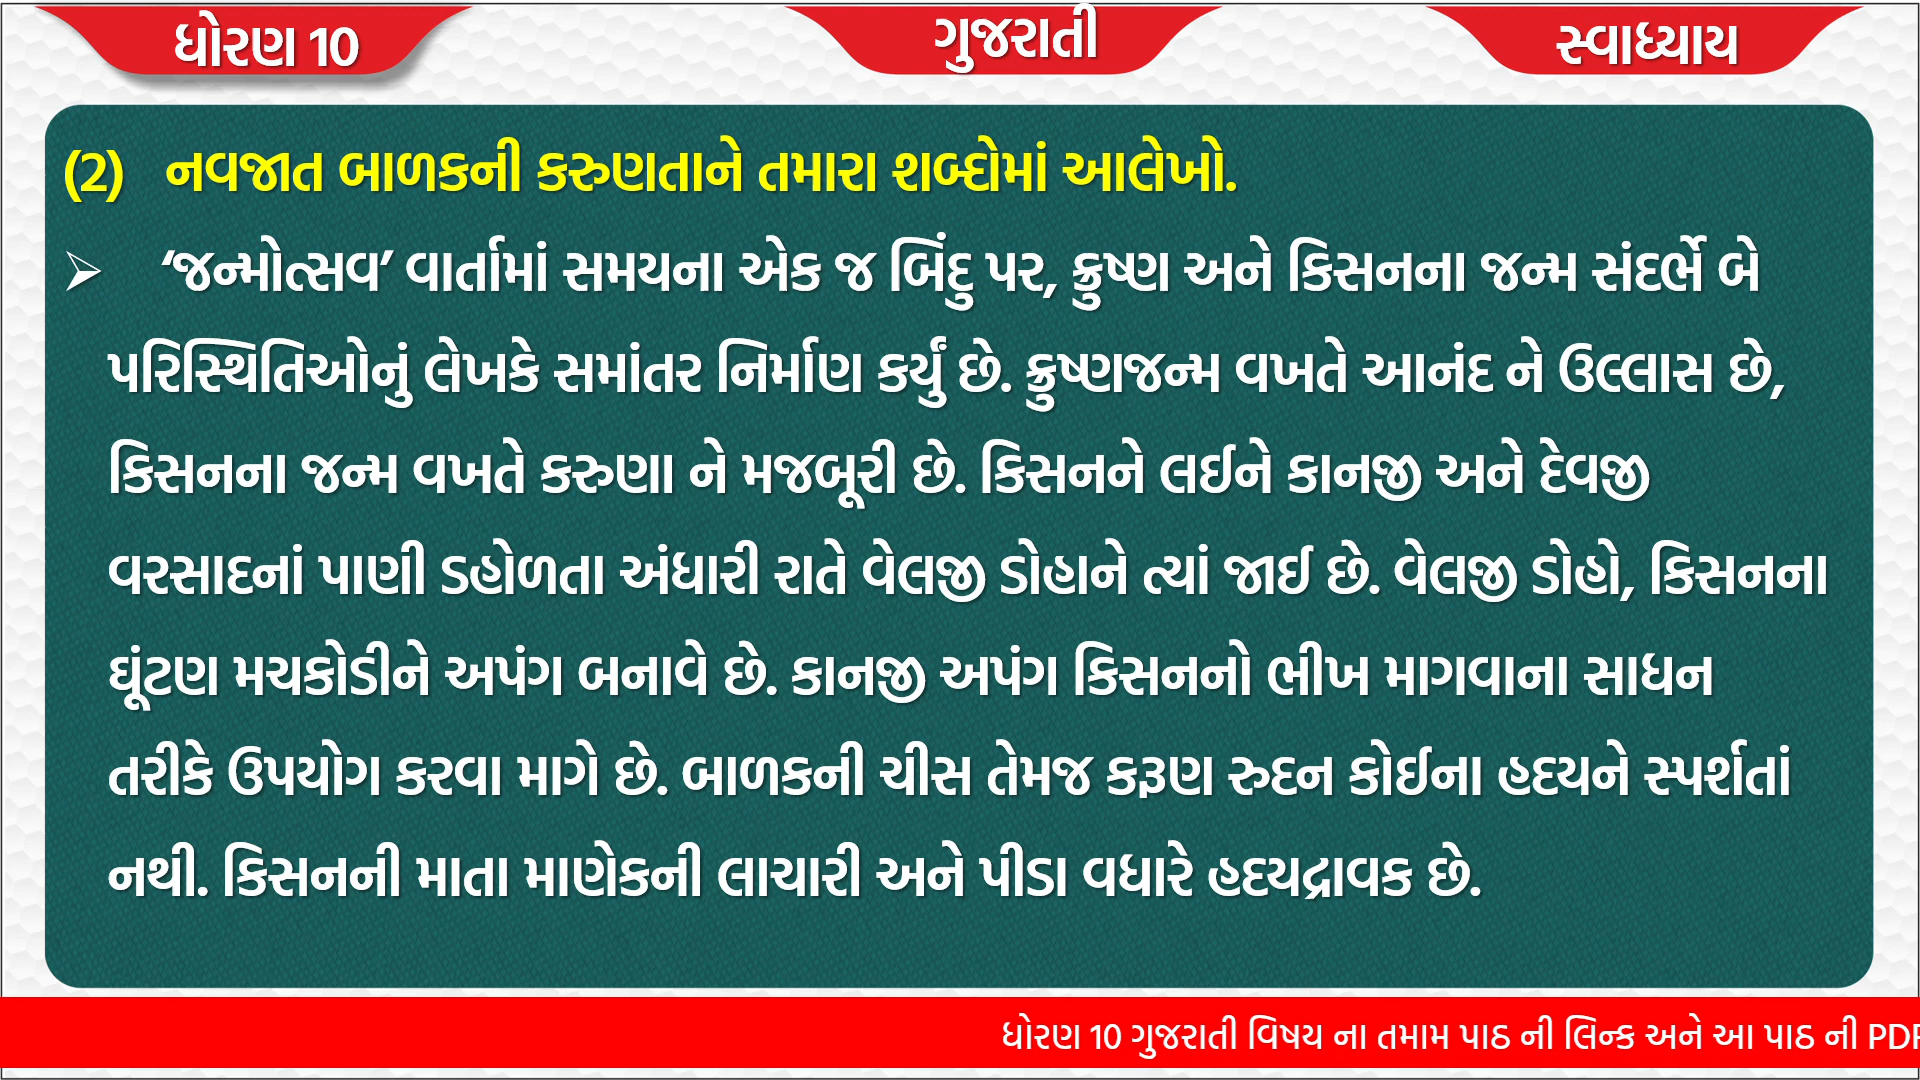 ધોરણ 10
ગુજરાતી
સ્વાધ્યાય
(2) નવજાત બાળકની કરુણતાને તમારા શબ્દોમાં આલેખો.
➢ ‘જન્મોત્સવ’ વાર્તામાં સમયના એક જ બિંદુ પર, ક્રુષ્ણ અને કિસનના જન્મ સંદર્ભે બે
પરિસ્થિતિઓનું લેખકે સમાંતર નિર્માણ કર્યું છે. ક્રુષ્ણજન્મ વખતે આનંદ ને ઉલ્લાસ છે,
કિસનના જન્મ વખતે કરુણા ને મજબૂરી છે. કિસનને લઈને કાનજી અને દેવજી
વરસાદનાં પાણી ડહોળતા અંધારી રાતે વેલજી ડોહાને ત્યાં જાઈ છે. વેલજી ડોહો, કિસનના
ઘૂંટણ મચકોડીને અપંગ બનાવે છે. કાનજી અપંગ કિસનનો ભીખ માગવાના સાધન
તરીકે ઉપયોગ કરવા માગે છે. બાળકની ચીસ તેમજ કરૂણ રુદન કોઈના હદયને સ્પર્શતાં
નથી. કિસનની માતા માણેકની લાચારી અને પીડા વધારે હદયદ્રાવક છે.
ધોરણ 10 ગુજરાતી વિષય ના તમામ પાઠ ની લિન્ક અને આ પાઠ ની PDF